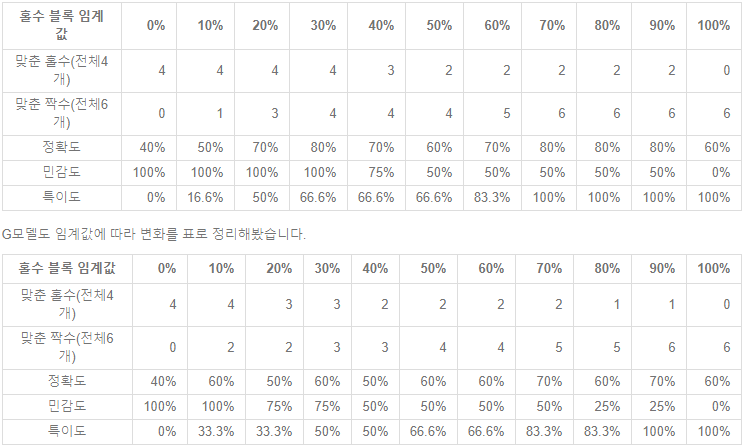 홀수 블록 임계 0% 10% 20% 30% 40% 50% 60% 70% 80% 90% 100%
값
맞춘 홀수(전체4 4 4 4 4 3 2 2 2 2 2 0
개)
맞춘 짝수(전체6 0 1 3 4 4 4 5 6 6 6 6
개)
정확도 40% 50% 70% 80% 70% 60% 70% 80% 80% 80% 60%
민감도 100% 100% 100% 100% 75% 50% 50% 50% 50% 50% 0%
특이도 0% 16.6% 50% 66.6% 66.6% 66.6% 83.3% 100% 100% 100% 100%
G모델도 임계값에 따라 변화를 표로 정리해봤습니다.
홀수 블록 임계값 0% 10% 20% 30% 40% 50% 60% 70% 80% 90% 100%
맞춘 홀수(전체4 4 4 3 3 2 2 2 2 1 1 0
개)
맞춘 짝수(전체6 0 2 2 3 3 4 4 5 5 6 6
개)
정확도 40% 60% 50% 60% 50% 60% 60% 70% 60% 70% 60%
민감도 100% 100% 75% 75% 50% 50% 50% 50% 25% 25% 0%
특이도 0% 33.3% 33.3% 50% 50% 66.6% 66.6% 83.3% 83.3% 100% 100%